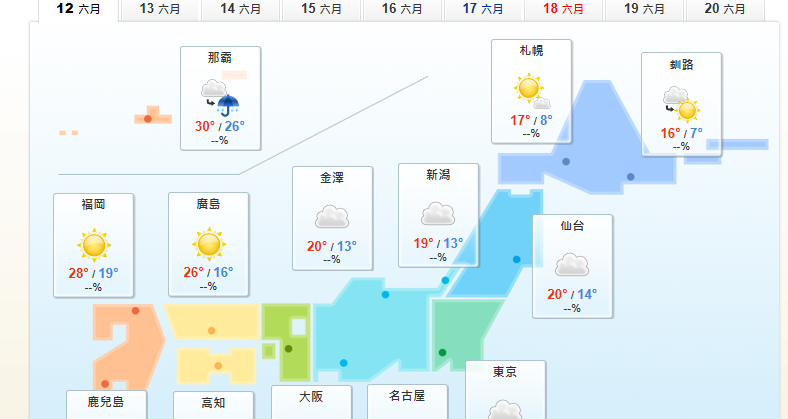 12 六月 13 六月 14 六月 15 六月 16 六月 17 六月 18 六月 19 六月 20 六月
那霸
30° / 26°
--%
札幌
17° / 8°
--%
釧路
16° / 7°
--%
福岡
28° / 19°
--%
廣島
26° / 16°
--%
金澤
20° / 13°
--%
新潟
19° / 13°
--%
仙台
20° / 14°
--%
鹿兒島
高知
大阪
名古屋
東京